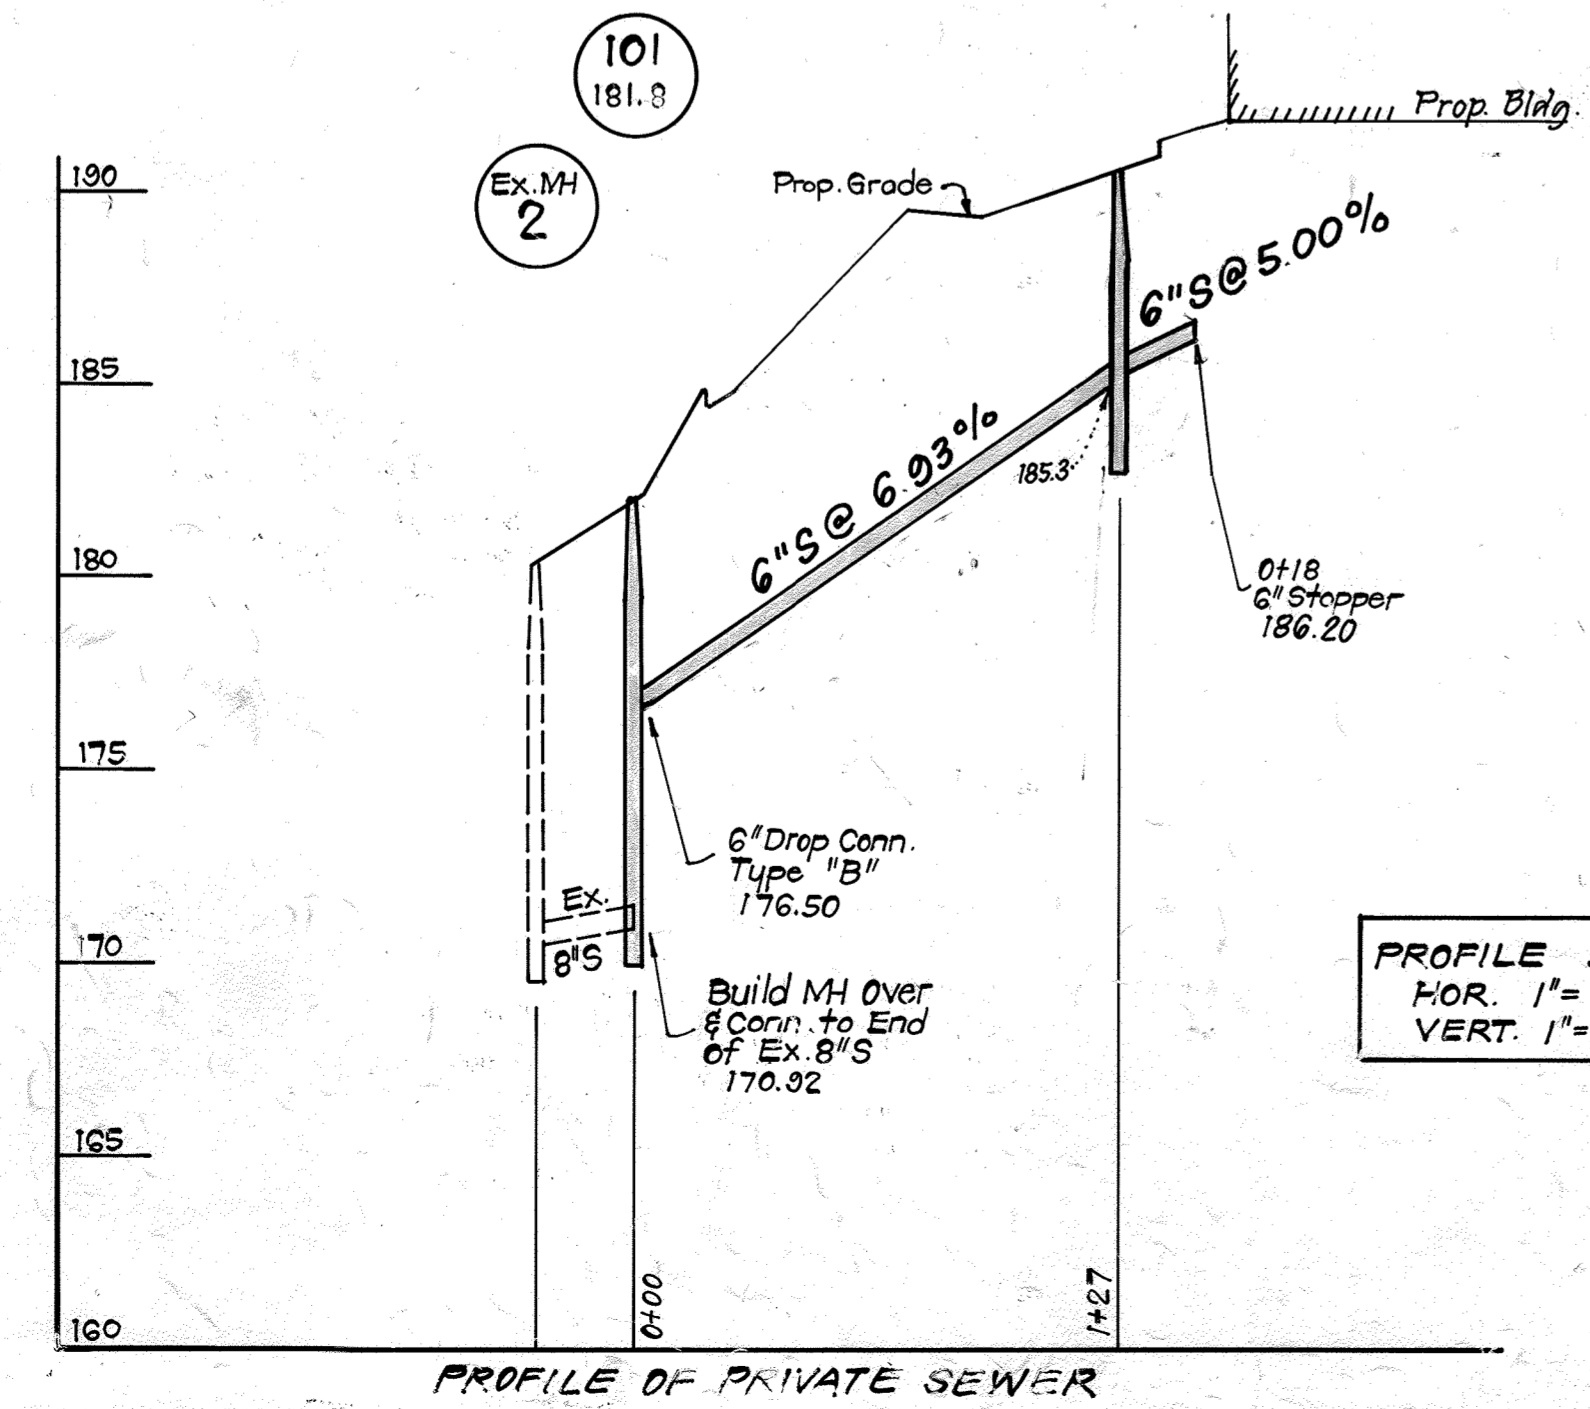 101
181.8
Ex. MH
2
Prop. Bldg.
Prop. Grade
190
185
180
175
170
165
160
6"S @ 5.00%
6"S @ 6.93%
185.3
0+18
6" Stopper
186.20
6" Drop Conn.
Type "B"
176.50
Ex.
8"S
Build MH Over
& Conn. to End
of Ex. 8"S
170.92
PROFILE
HOR. 1"=
VERT. 1"=
0+00
1+27
PROFILE OF PRIVATE SEWER